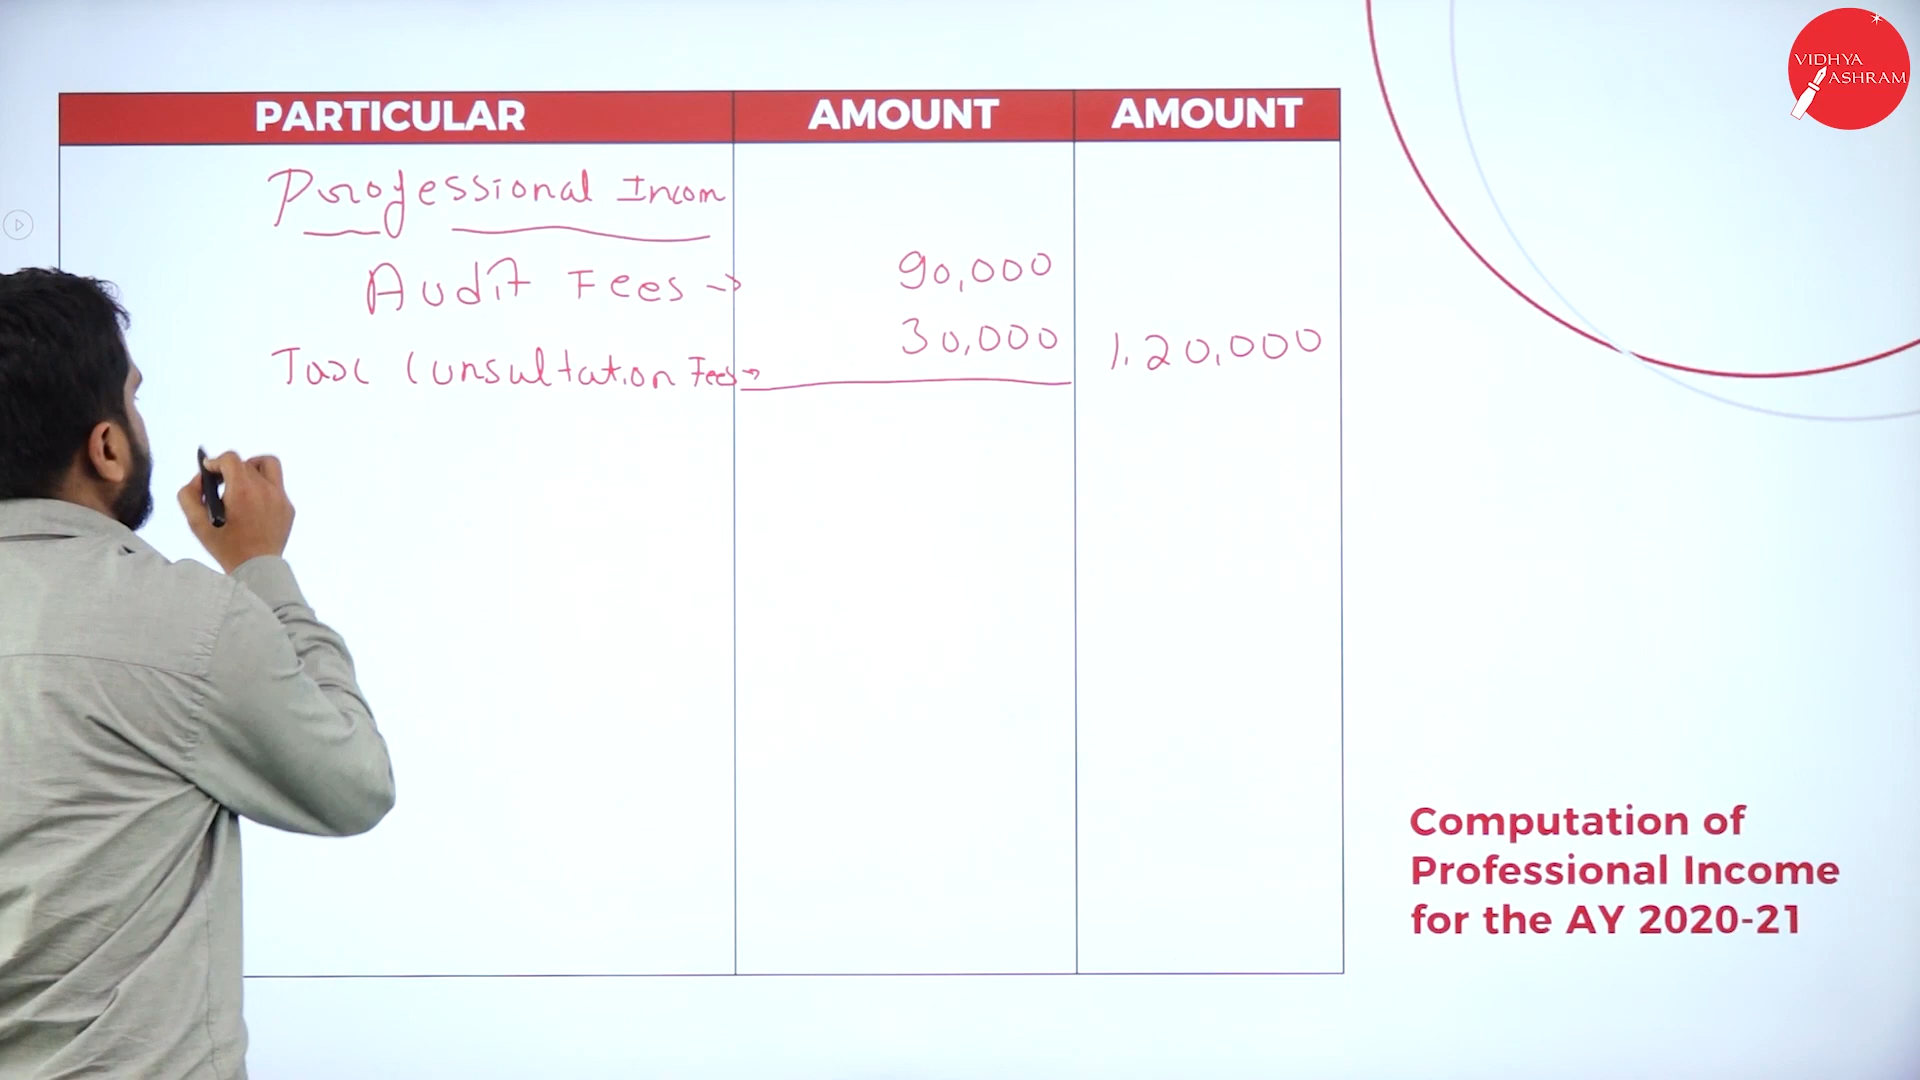 VIDHYA
ASHRAM
PARTICULAR AMOUNT AMOUNT
Professional Incom
Audit Fees → 90,000
Tax Consultation Fees → 30,000 1,20,000
Computation of
Professional Income
for the AY 2020-21